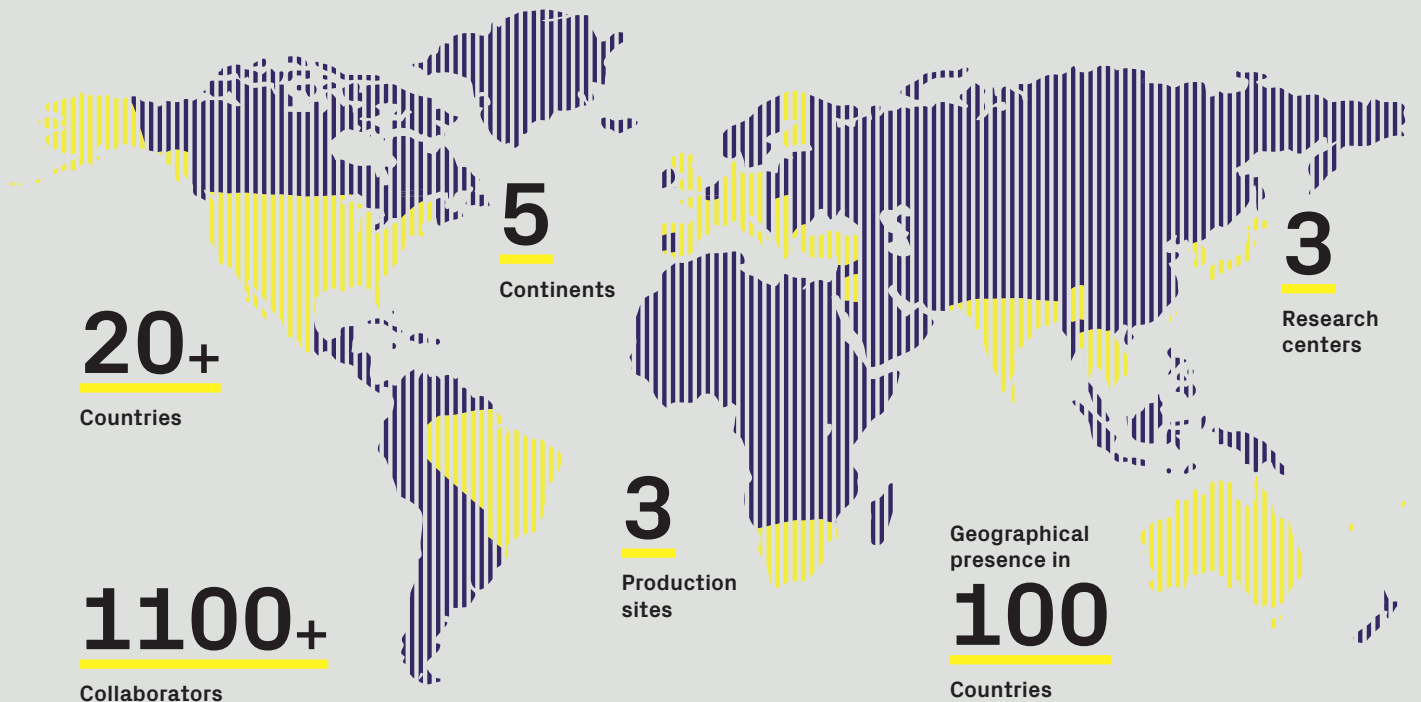 5
Continents
3
Research
centers
20+
Countries
3
Production
sites
Geographical
presence in
100
Countries
1100+
Collaborators